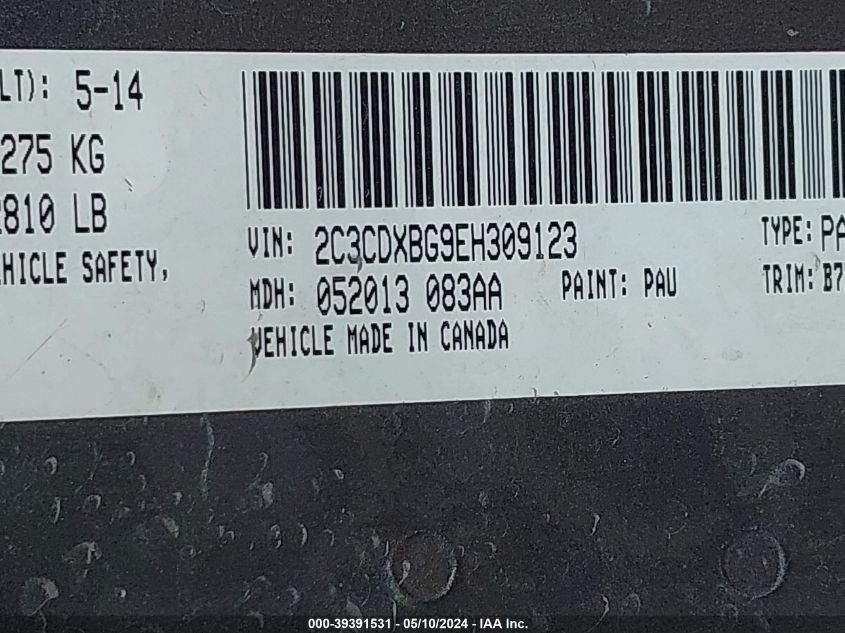 LT): 5-14
275 KG
810 LB
HICLE SAFETY,
VIN: 2C3CDXBG9EH309123
TYPE: PA
MDH: 052013 083AA
PAINT: PAU
TRIM: B7
VEHICLE MADE IN CANADA
000-39391531 - 05/10/2024 - IAA Inc.